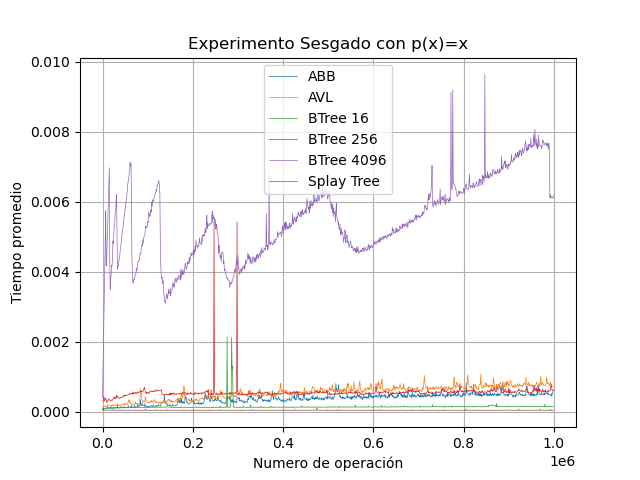 Experimento Sesgado con p(x)=x
0.010
0.008
0.006
0.004
0.002
0.000
Tiempo promedio
ABB
AVL
BTree 16
BTree 256
BTree 4096
Splay Tree
0.0
0.2
0.4
0.6
0.8
1.0
1e6
Numero de operación